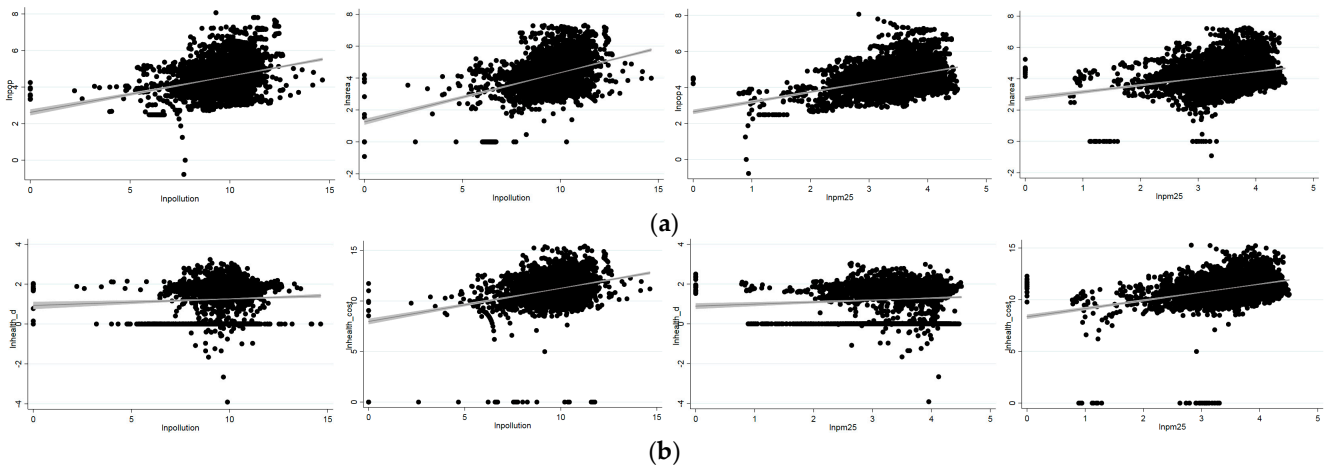 lnpop
0 2 4 6 8
0 5 10 15
lnpollution
lnarea
-2 0 2 4 6 8
0 5 10 15
lnpollution
lnpop
0 2 4 6 8
0 1 2 3 4 5
lnpm25
lnarea
-2 0 2 4 6 8
0 1 2 3 4 5
lnpm25
(a)
lnhealth_d
-4 -2 0 2 4
0 5 10 15
lnpollution
lnhealth_cost
0 5 10 15
0 5 10 15
lnpollution
lnhealth_d
-4 -2 0 2 4
0 1 2 3 4 5
lnpm25
lnhealth_cost
0 5 10 15
0 1 2 3 4 5
lnpm25
(b)